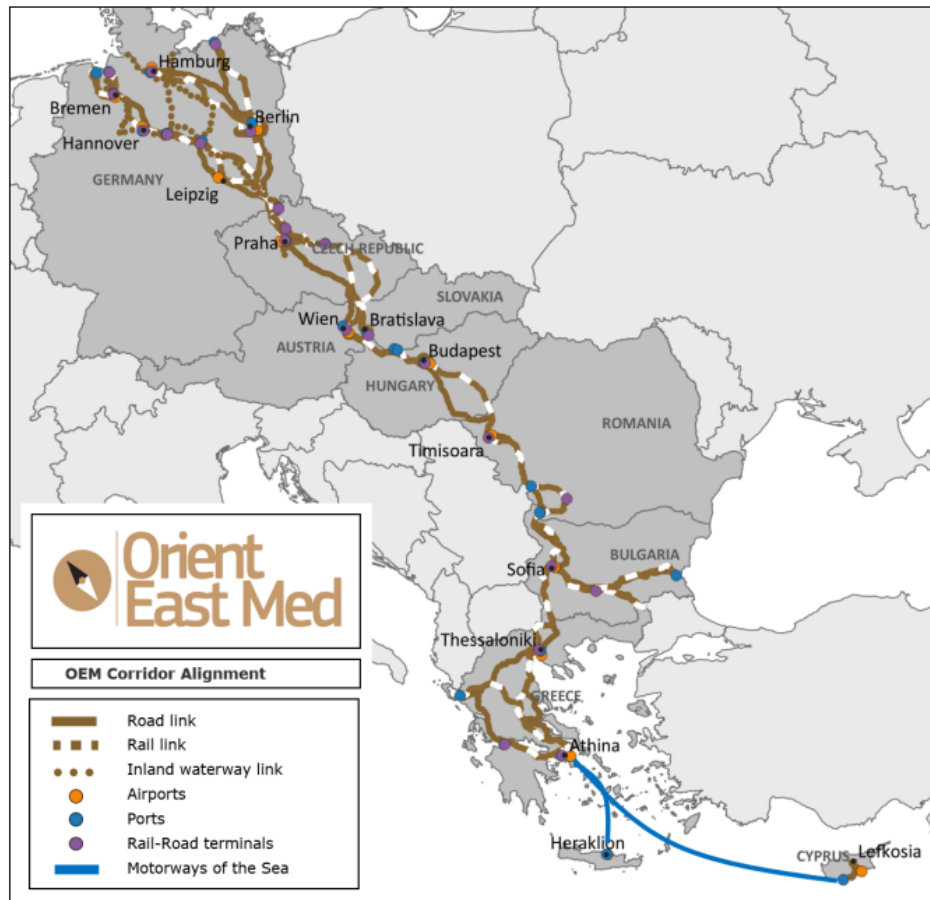 Hamburg
Berlin
Bremen
Hannover
GERMANY
Leipzig
Praha
CZECH REPUBLIC
SLOVAKIA
Wien
Bratislava
AUSTRIA
Budapest
HUNGARY
ROMANIA
Timisoara
BULGARIA
Sofia
Thessaloniki
GREECE
Athina
Heraklion
CYPRUS
Lefkosia
Orient
East Med
OEM Corridor Alignment
Road link
Rail link
Inland waterway link
Airports
Ports
Rail-Road terminals
Motorways of the Sea